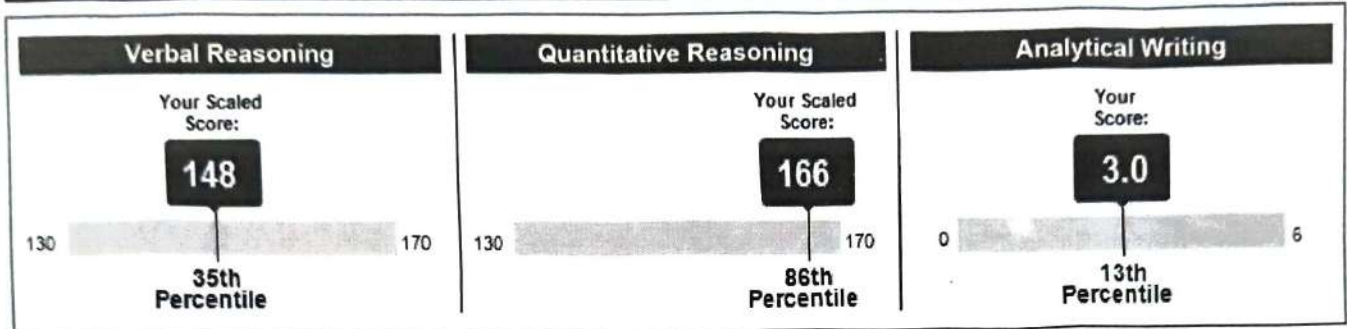 Verbal Reasoning
Your Scaled
Score:
148
130
170
35th
Percentile
Quantitative Reasoning
Your Scaled
Score:
166
130
170
86th
Percentile
Analytical Writing
Your
Score:
3.0
0
6
13th
Percentile